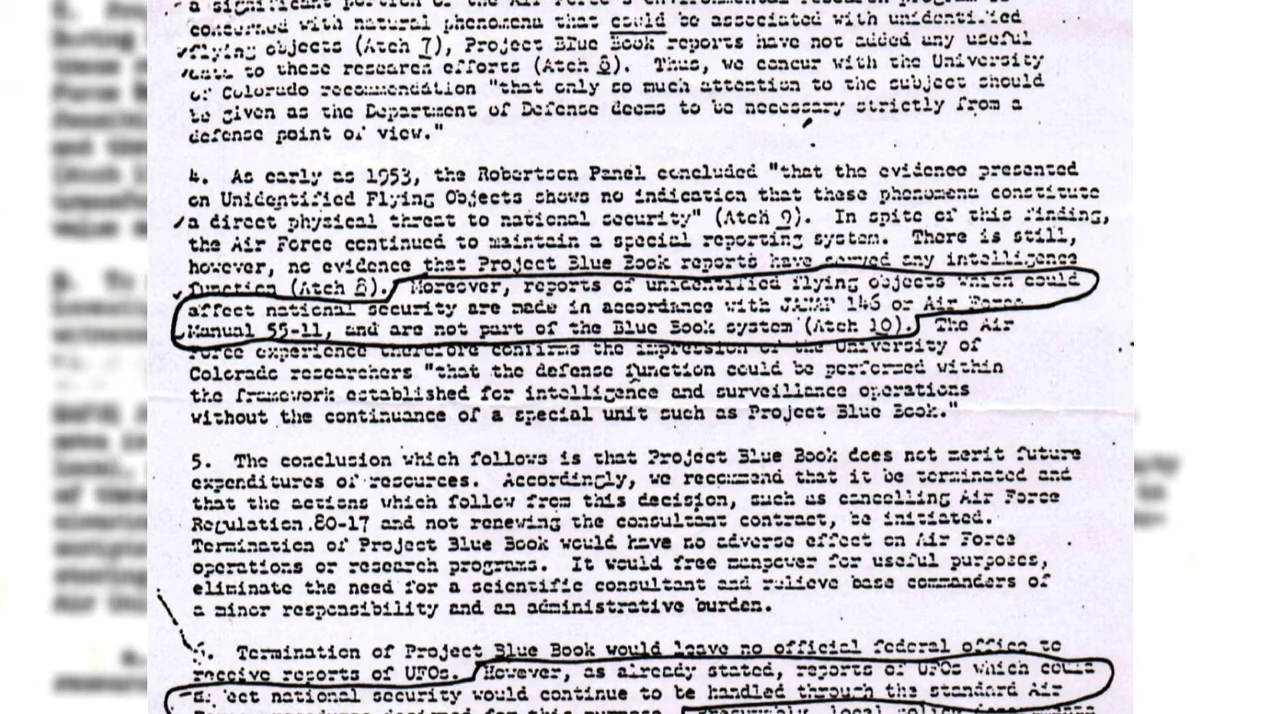 a significant portion of the Air Force's environmental research program is
concerned with natural phenomena that could be associated with unidentified
flying objects (Atch 7), Project Blue Book reports have not added any useful
data to these research efforts (Atch 8). Thus, we concur with the University
of Colorado recommendation "that only so much attention to the subject should
be given as the Department of Defense deems to be necessary strictly from a
defense point of view."
4. As early as 1953, the Robertson Panel concluded "that the evidence presented
on Unidentified Flying Objects shows no indication that these phenomena constitute
a direct physical threat to national security" (Atch 9). In spite of this finding,
the Air Force continued to maintain a special reporting system. There is still,
however, no evidence that Project Blue Book reports have served any intelligence
function (Atch 8). Moreover, reports of unidentified flying objects which could
affect national security are made in accordance with JANAP 146 or Air Force
Manual 55-11, and are not part of the Blue Book system (Atch 10). The Air
Force experience therefore confirms the impression of the University of
Colorado researchers "that the defense function could be performed within
the framework established for intelligence and surveillance operations
without the continuance of a special unit such as Project Blue Book."
5. The conclusion which follows is that Project Blue Book does not merit future
expenditures of resources. Accordingly, we recommend that it be terminated and
that the actions which follow from this decision, such as cancelling Air Force
Regulation 80-17 and not renewing the consultant contract, be initiated.
Termination of Project Blue Book would have no adverse effect on Air Force
operations or research programs. It would free manpower for useful purposes,
eliminate the need for a scientific consultant and relieve base commanders of
a minor responsibility and an administrative burden.
6. Termination of Project Blue Book would leave no official federal office to
receive reports of UFOs. However, as already stated, reports of UFOs which could
affect national security would continue to be handled through the standard Air